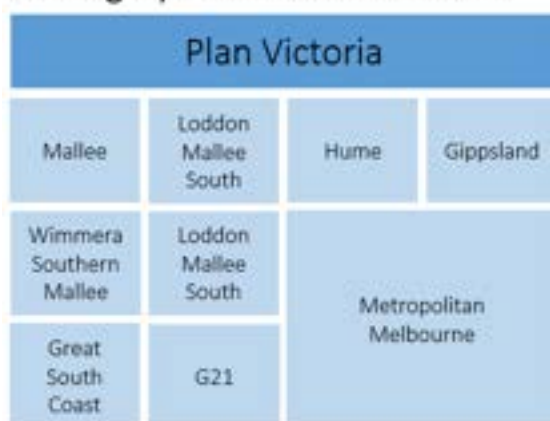 Plan Victoria
Mallee
Loddon
Mallee
South
Hume
Gippsland
Wimmera
Southern
Mallee
Loddon
Mallee
South
Metropolitan
Melbourne
Great
South
Coast
G21